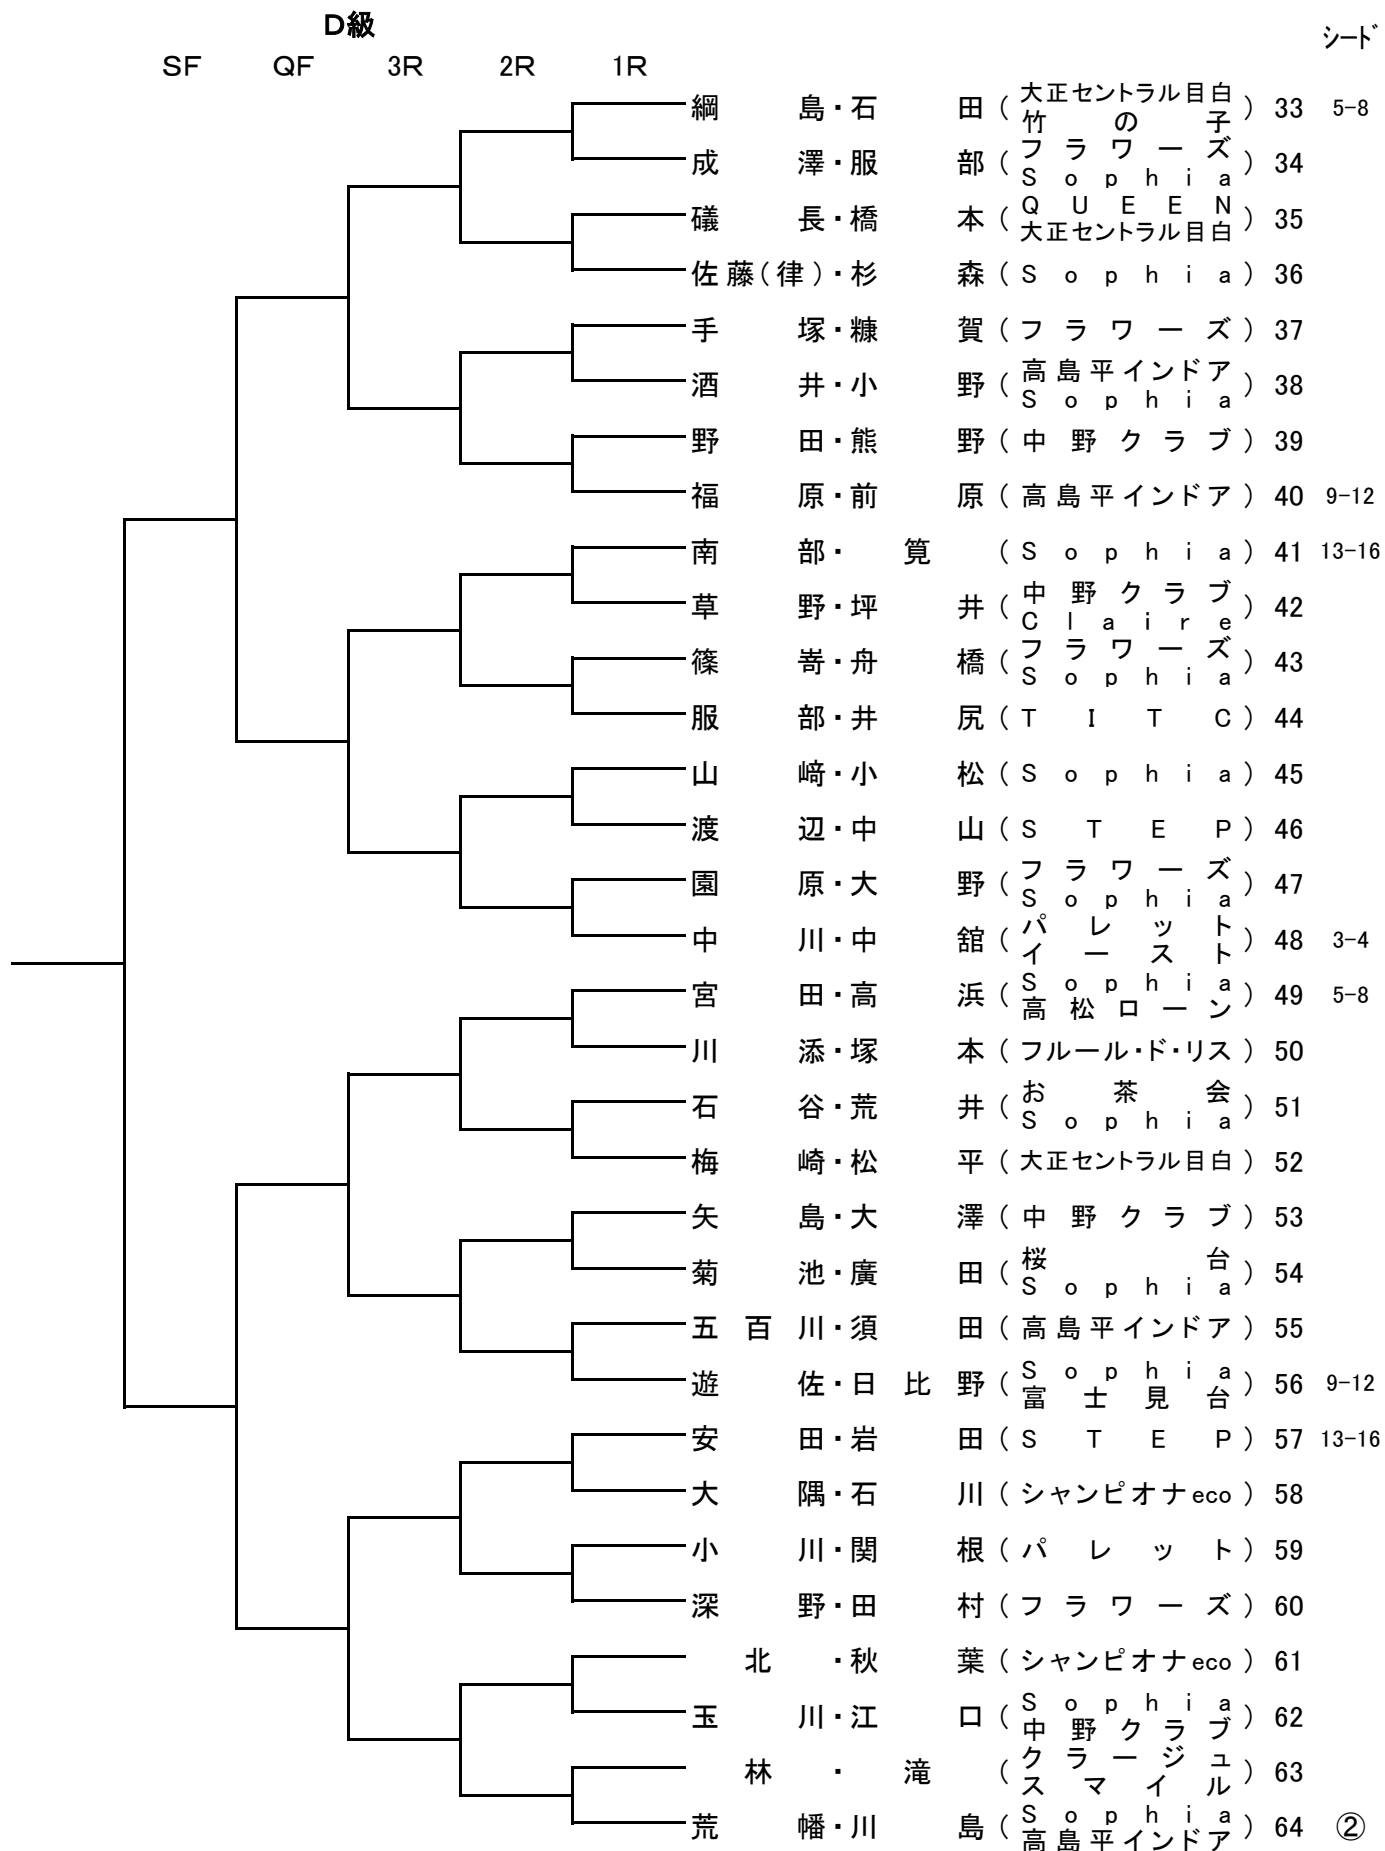 D級
シード
SF QF 3R 2R 1R
綱島・石田（大正セントラル目白 竹の子）33 5-8
成澤・服部（フラワーズ Sophia）34
礒長・橋本（QUEEN 大正セントラル目白）35
佐藤(律)・杉森（Sophia）36
手塚・糠賀（フラワーズ）37
酒井・小野（高島平インドア Sophia）38
野田・熊野（中野クラブ）39
福原・前原（高島平インドア）40 9-12
南部・筧（Sophia）41 13-16
草野・坪井（中野クラブ Claire）42
篠嵜・舟橋（フラワーズ Sophia）43
服部・井尻（TITC）44
山﨑・小松（Sophia）45
渡辺・中山（STEP）46
園原・大野（フラワーズ Sophia）47
中川・中舘（パレット イースト）48 3-4
宮田・高浜（Sophia 高松ローン）49 5-8
川添・塚本（フルール・ド・リス）50
石谷・荒井（お茶会 Sophia）51
梅崎・松平（大正セントラル目白）52
矢島・大澤（中野クラブ）53
菊池・廣田（桜台 Sophia）54
五百川・須田（高島平インドア）55
遊佐・日比野（Sophia 富士見台）56 9-12
安田・岩田（STEP）57 13-16
大隅・石川（シャンピオナeco）58
小川・関根（パレット）59
深野・田村（フラワーズ）60
北・秋葉（シャンピオナeco）61
玉川・江口（Sophia 中野クラブ）62
林・滝（クラージュ スマイル）63
荒幡・川島（Sophia 高島平インドア）64 ②